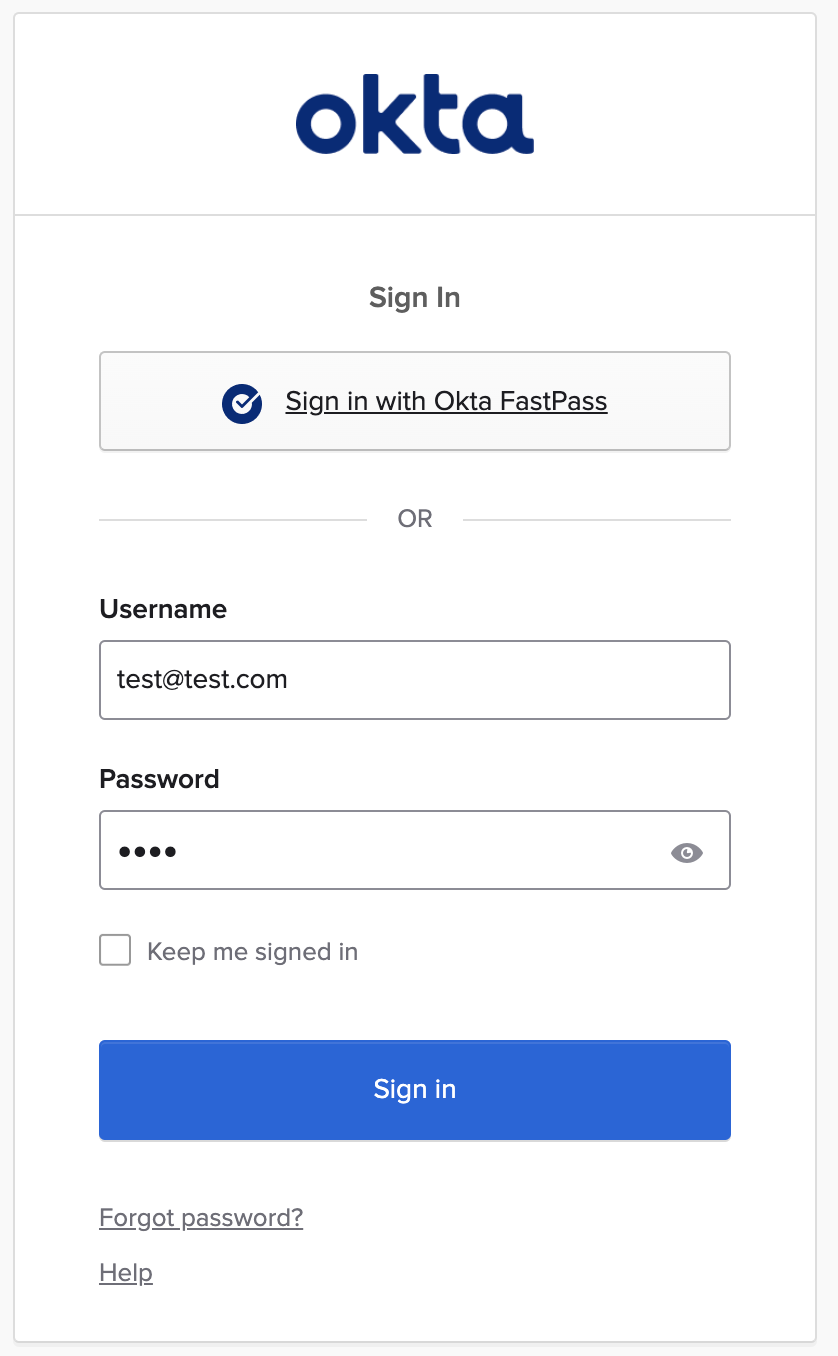 okta
Sign In
Sign in with Okta FastPass
OR
Username
test@test.com
Password
••••
Keep me signed in
Sign in
Forgot password?
Help